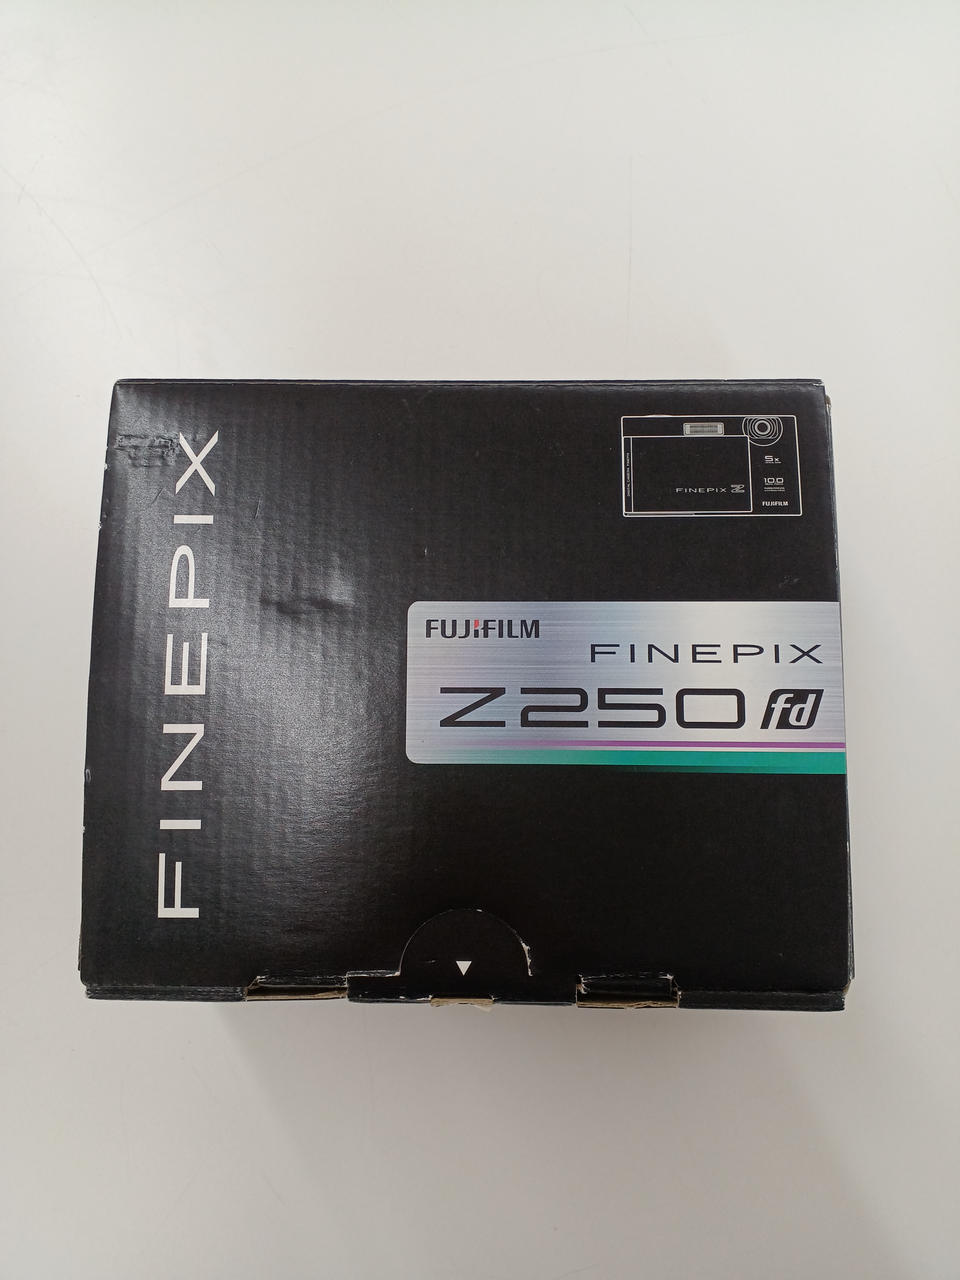 FINEPIX
5x
10.0
FINEPIX Z
FUJIFILM
FUJIFILM
FINEPIX
Z250 fd